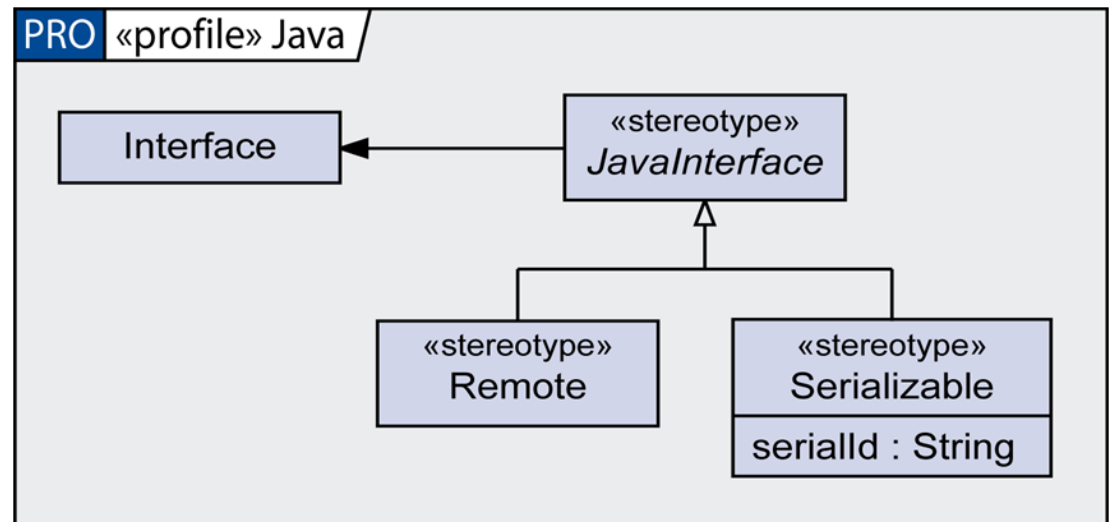 PRO «profile» Java
Interface
«stereotype»
JavaInterface
«stereotype»
Remote
«stereotype»
Serializable
serialId : String